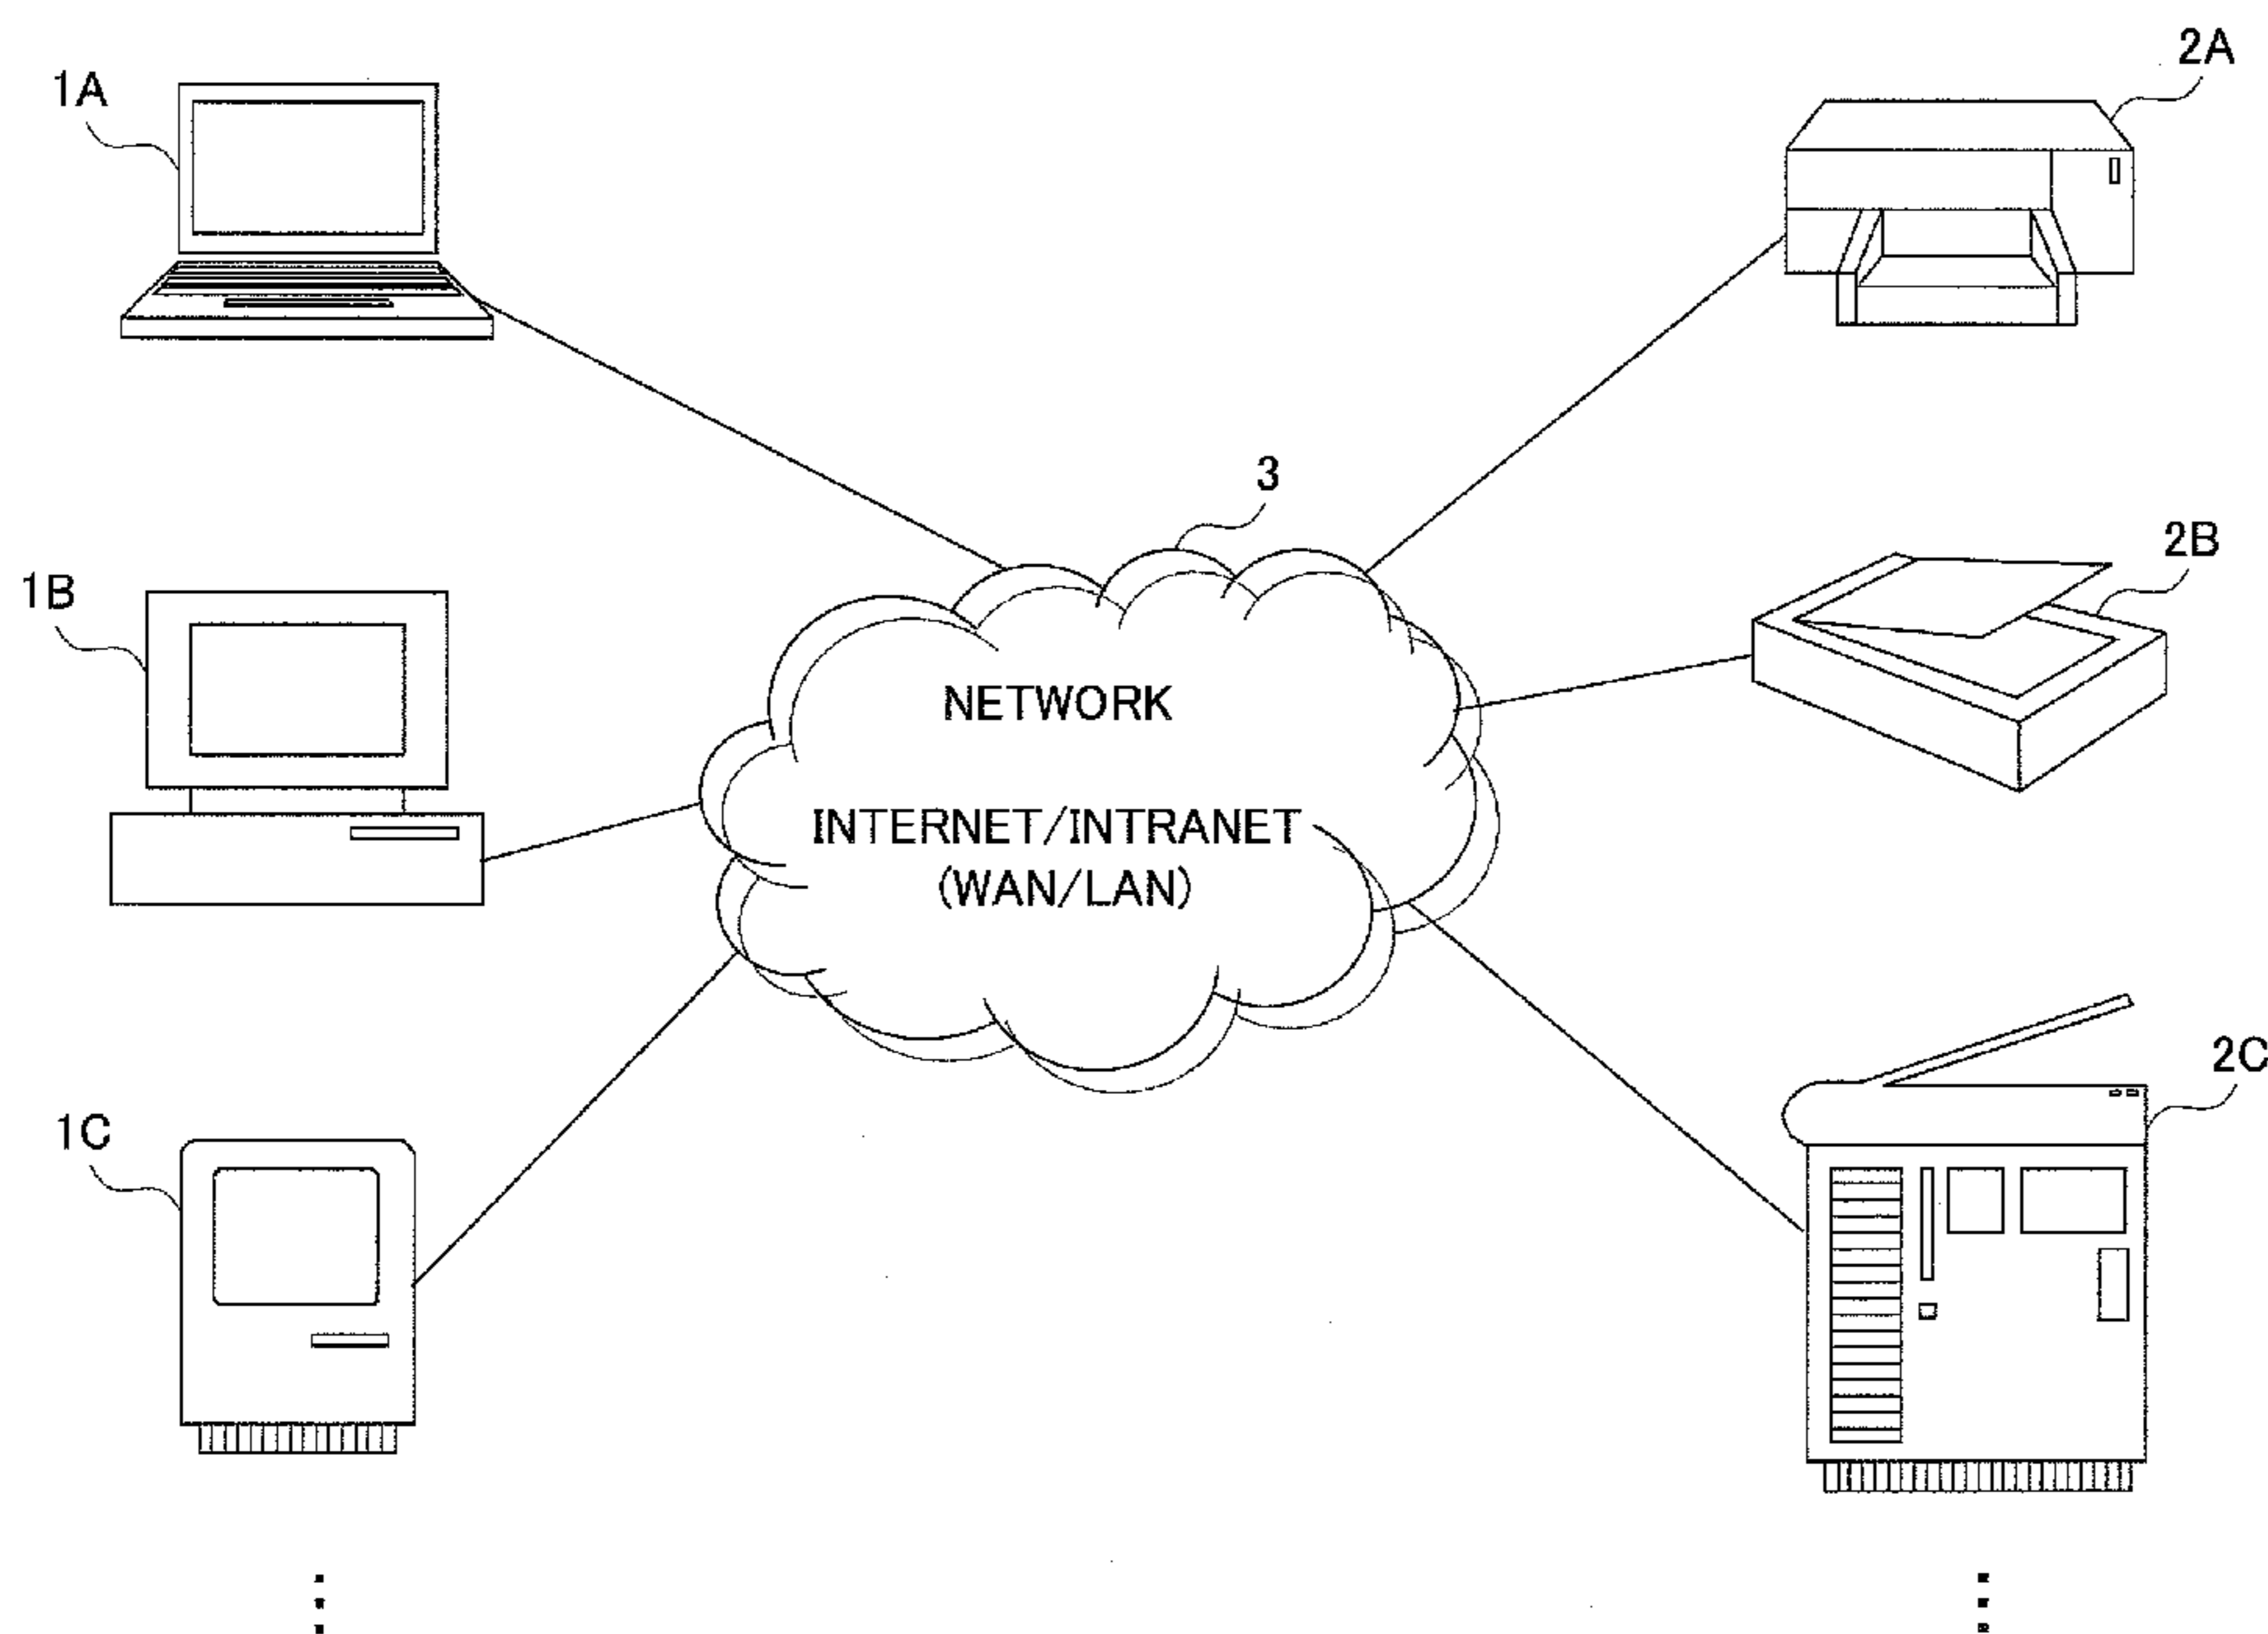 1A
2A
3
1B
2B
NETWORK
INTERNET/INTRANET
(WAN/LAN)
1C
2C